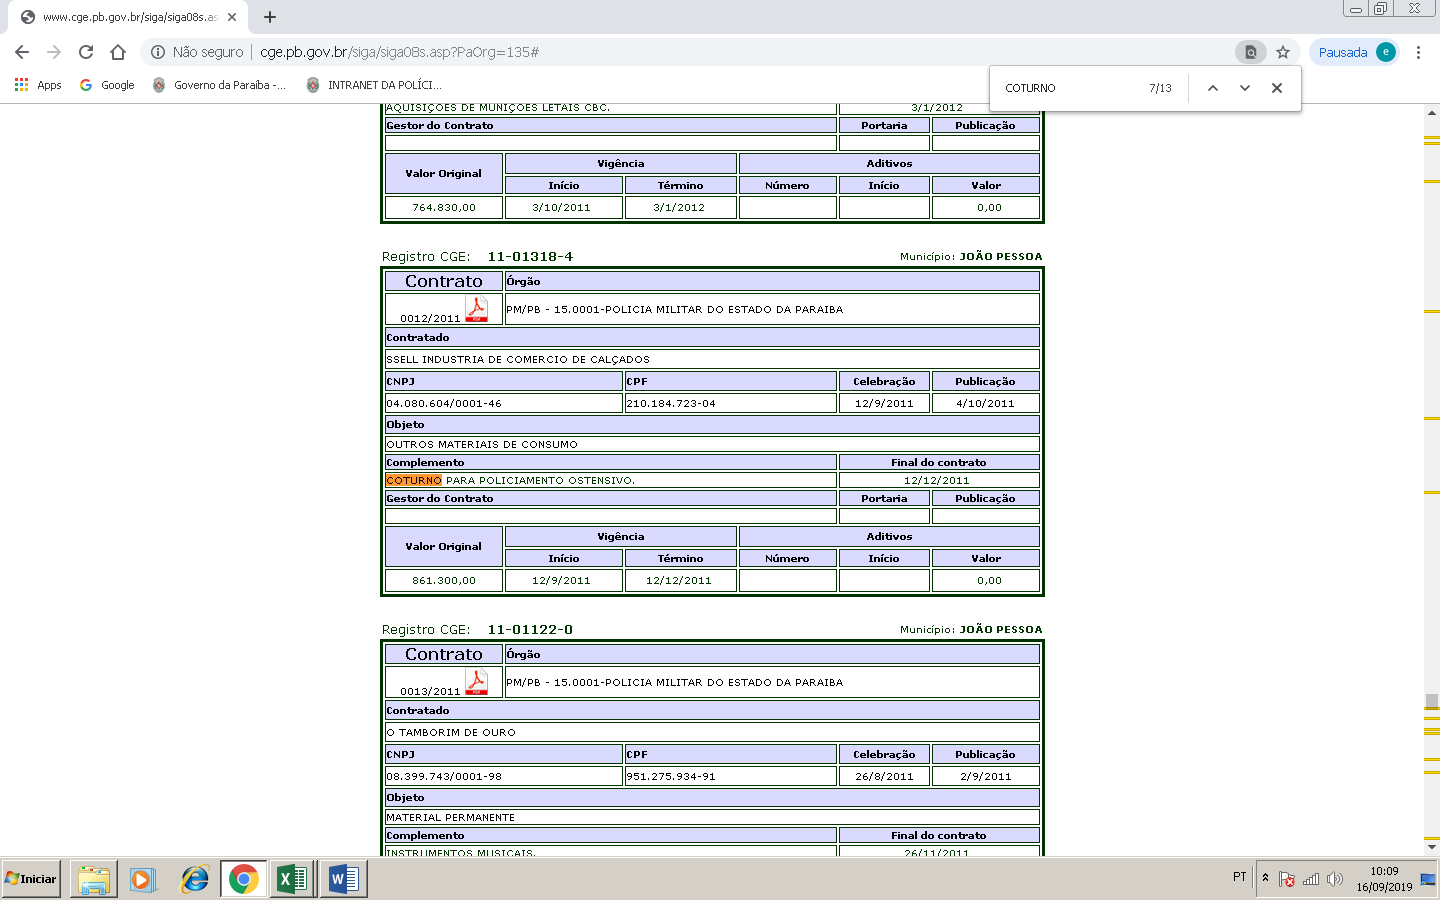 www.cge.pb.gov.br/siga/siga08s.as
Não seguro | cge.pb.gov.br/siga/siga08s.asp?PaOrg=135#
Pausada e
Apps Google Governo da Paraíba -... INTRANET DA POLÍCI...
COTURNO 7/13
AQUISIÇÕES DE MUNIÇÕES LETAIS CBC. 3/1/2012
Gestor do Contrato Portaria Publicação
Valor Original Vigência Aditivos
Início Término Número Início Valor
764.830,00 3/10/2011 3/1/2012 0,00
Registro CGE: 11-01318-4 Município: JOÃO PESSOA
Contrato Órgão
0012/2011 PDF PM/PB - 15.0001-POLICIA MILITAR DO ESTADO DA PARAIBA
Contratado
SSELL INDUSTRIA DE COMERCIO DE CALÇADOS
CNPJ CPF Celebração Publicação
04.080.604/0001-46 210.184.723-04 12/9/2011 4/10/2011
Objeto
OUTROS MATERIAIS DE CONSUMO
Complemento Final do contrato
COTURNO PARA POLICIAMENTO OSTENSIVO. 12/12/2011
Gestor do Contrato Portaria Publicação
Valor Original Vigência Aditivos
Início Término Número Início Valor
861.300,00 12/9/2011 12/12/2011 0,00
Registro CGE: 11-01122-0 Município: JOÃO PESSOA
Contrato Órgão
0013/2011 PDF PM/PB - 15.0001-POLICIA MILITAR DO ESTADO DA PARAIBA
Contratado
O TAMBORIM DE OURO
CNPJ CPF Celebração Publicação
08.399.743/0001-98 951.275.934-91 26/8/2011 2/9/2011
Objeto
MATERIAL PERMANENTE
Complemento Final do contrato
INSTRUMENTOS MUSICAIS. 26/11/2011
Iniciar PT 10:09
16/09/2019